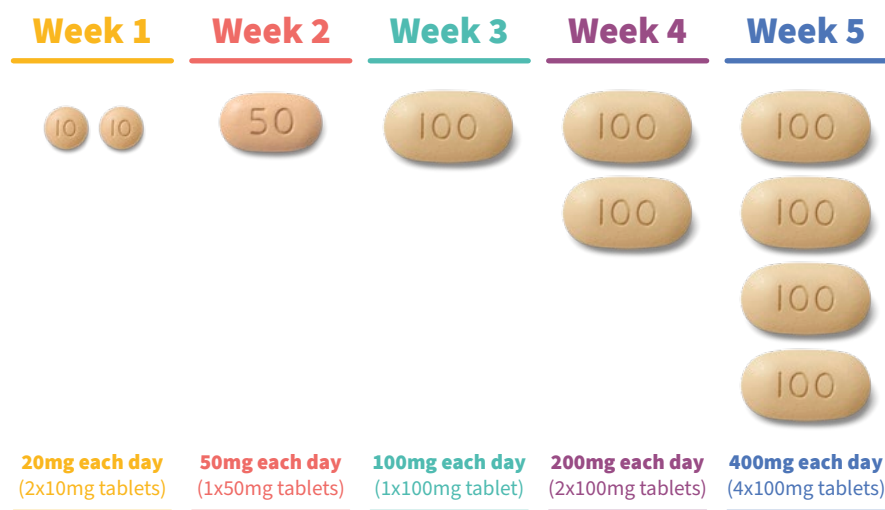 Week 1
Week 2
Week 3
Week 4
Week 5
10 10
50
100
100
100
100
100
100
100
20mg each day
(2x10mg tablets)
50mg each day
(1x50mg tablets)
100mg each day
(1x100mg tablet)
200mg each day
(2x100mg tablets)
400mg each day
(4x100mg tablets)